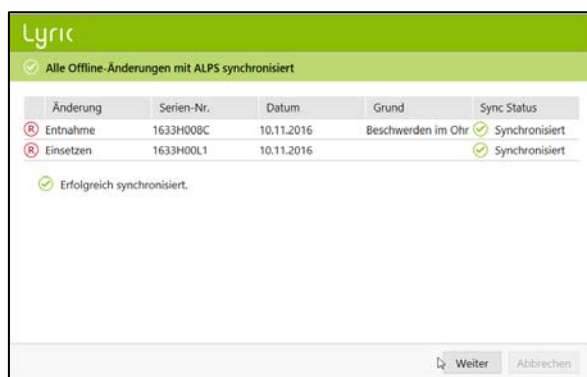 Lyric
Alle Offline-Änderungen mit ALPS synchronisiert
Änderung Serien-Nr. Datum Grund Sync Status
R Entnahme 1633H008C 10.11.2016 Beschwerden im Ohr Synchronisiert
R Einsetzen 1633H00L1 10.11.2016 Synchronisiert
Erfolgreich synchronisiert.
Weiter Abbrechen